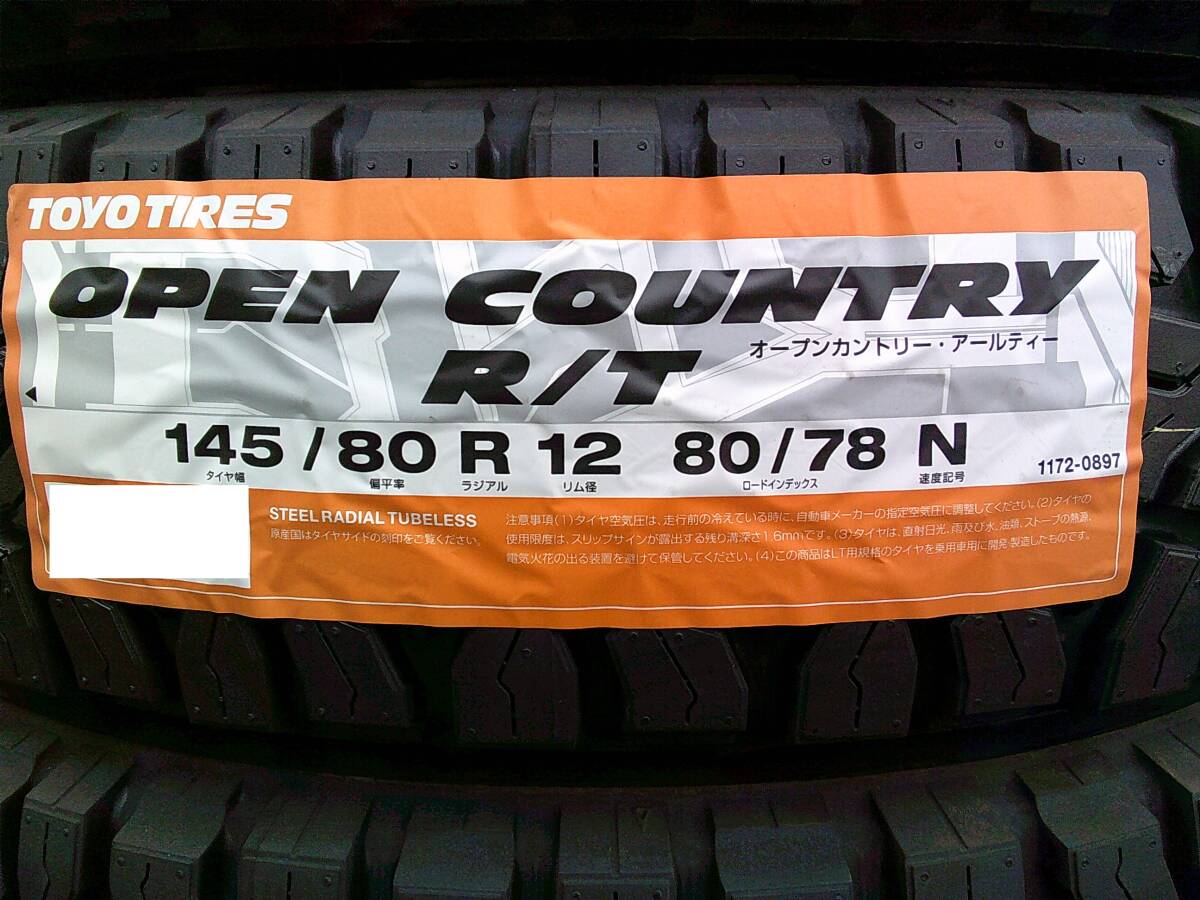 TOYO TIRES
OPEN COUNTRY
R/T
オープンカントリー・アールティー
145 / 80 R 12 80 / 78 N
タイヤ幅 偏平率 ラジアル リム径 ロードインデックス 速度記号
1172-0897
STEEL RADIAL TUBELESS
原産国はタイヤサイドの刻印をご覧ください。
注意事項(1)タイヤ空気圧は、走行前の冷えている時に、自動車メーカーの指定空気圧に調整してください。(2)タイヤの
使用限度は、スリップサインが露出する残り溝深さ1.6mmです。(3)タイヤは、直射日光、雨及び水、油類、ストーブの熱源、
電気火花の出る装置を避けて保管してください。(4)この商品はLT用規格のタイヤを乗用車用に開発・製造したものです。